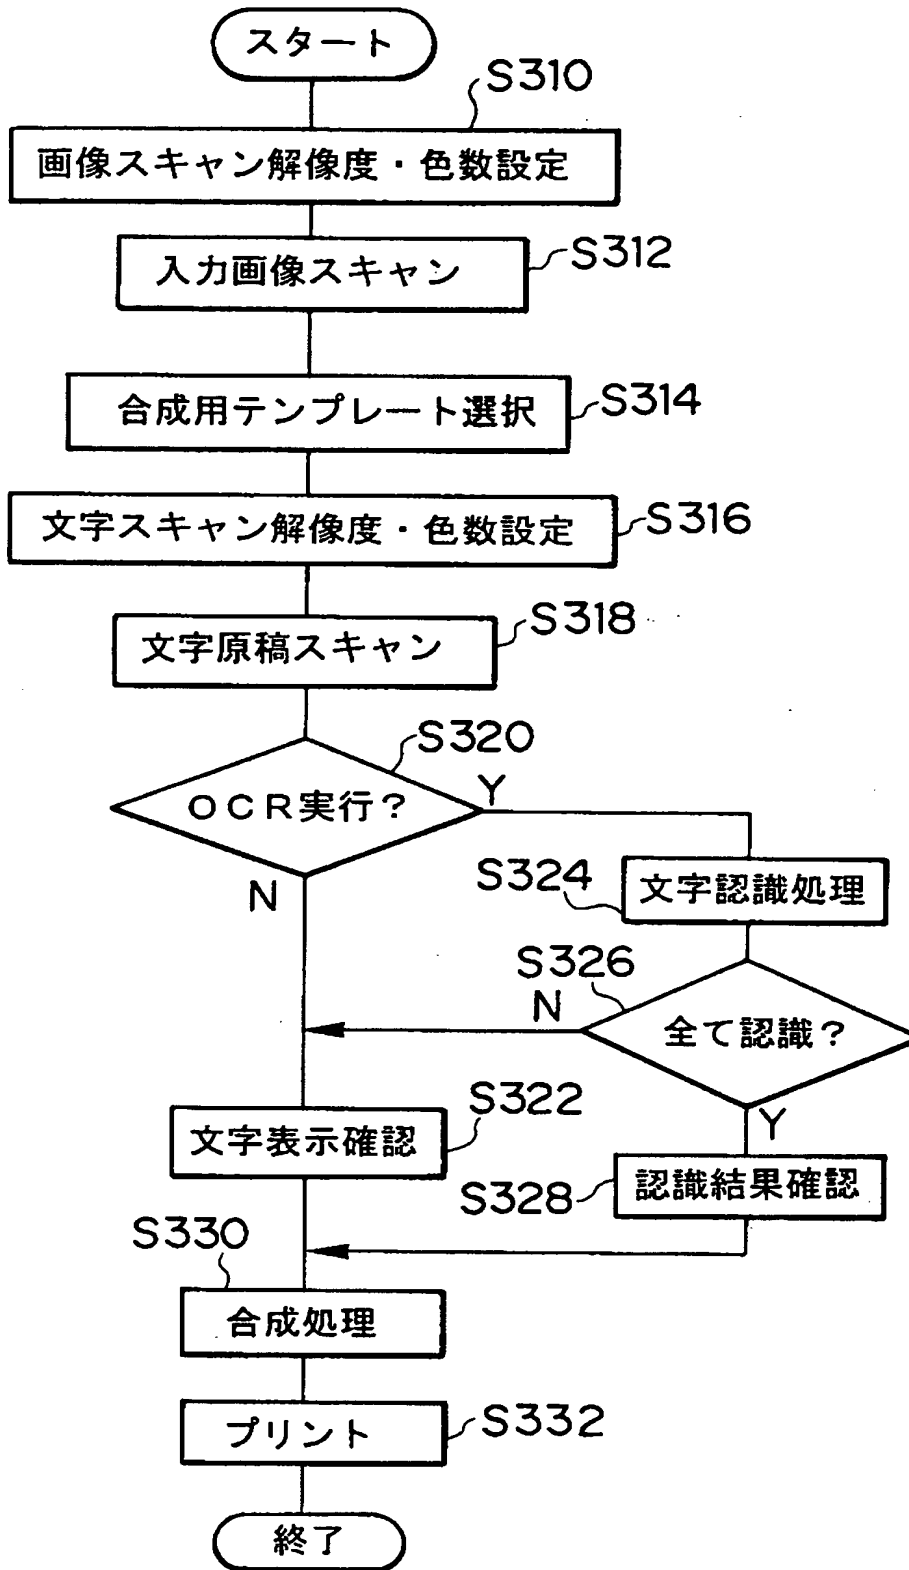 スタート
S310
画像スキャン解像度・色数設定
S312
入力画像スキャン
S314
合成用テンプレート選択
S316
文字スキャン解像度・色数設定
S318
文字原稿スキャン
S320
OCR実行?
Y
N
S324
文字認識処理
S326
N
全て認識?
Y
S322
文字表示確認
S328
認識結果確認
S330
合成処理
S332
プリント
終了